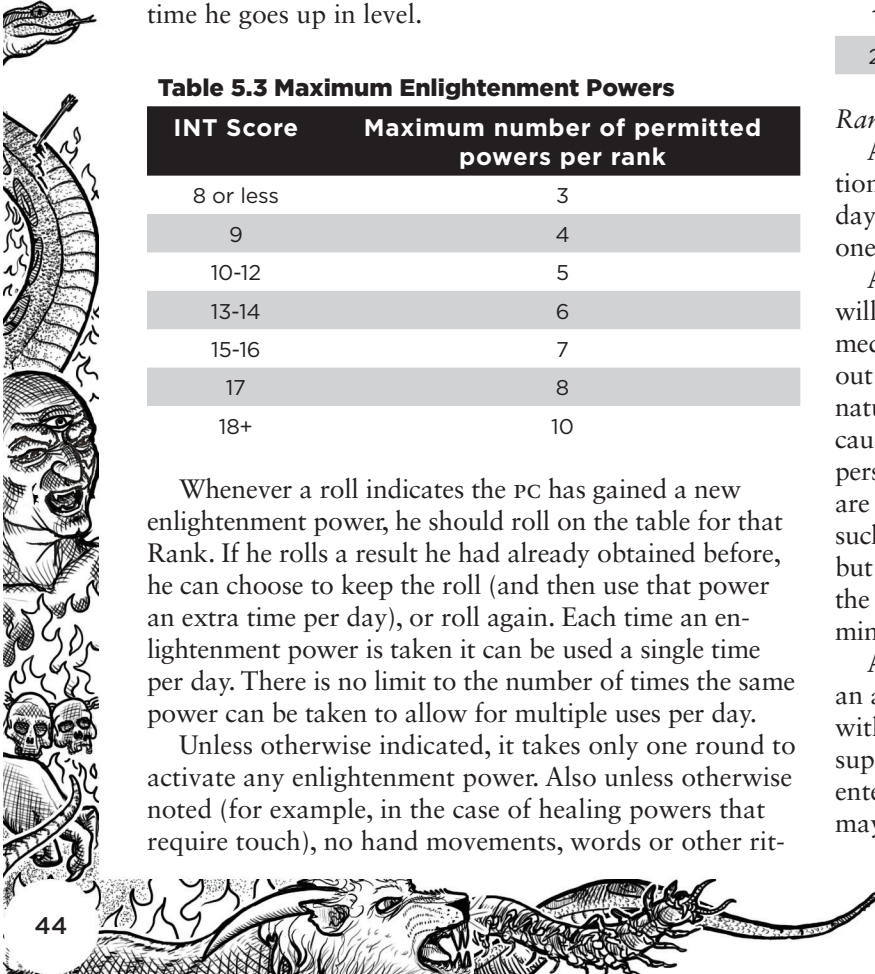 time he goes up in level.
Table 5.3 Maximum Enlightenment Powers
INT Score Maximum number of permitted
powers per rank
8 or less 3
9 4
10-12 5
13-14 6
15-16 7
17 8
18+ 10
Whenever a roll indicates the PC has gained a new
enlightenment power, he should roll on the table for that
Rank. If he rolls a result he had already obtained before,
he can choose to keep the roll (and then use that power
an extra time per day), or roll again. Each time an en-
lightenment power is taken it can be used a single time
per day. There is no limit to the number of times the same
power can be taken to allow for multiple uses per day.
Unless otherwise indicated, it takes only one round to
activate any enlightenment power. Also unless otherwise
noted (for example, in the case of healing powers that
require touch), no hand movements, words or other rit-
44